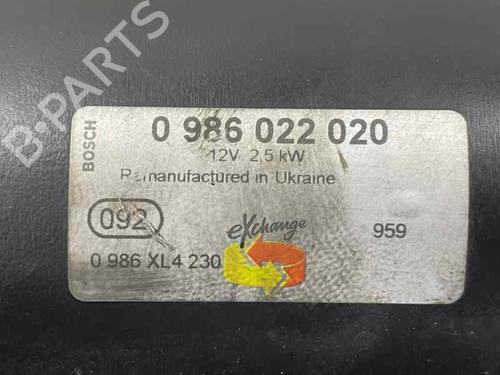 B-PARTS
BOSCH
0 986 022 020
12V 2,5 kW
Remanufactured in Ukraine
092
eXchange
959
0 986 XL4 230